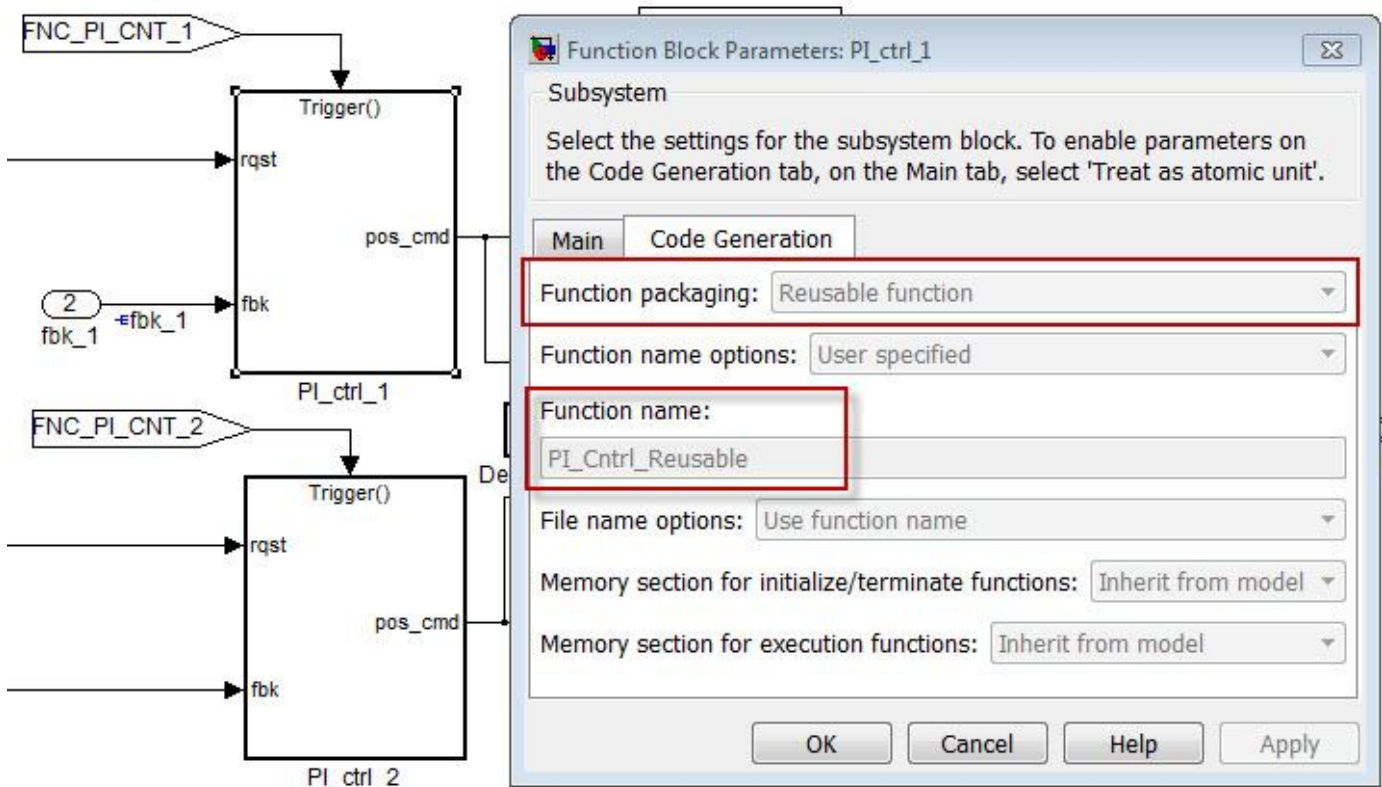 FNC_PI_CNT_1
Trigger()
rqst
pos_cmd
fbk
2
fbk_1
fbk_1
PI_ctrl_1
FNC_PI_CNT_2
Trigger()
rqst
De
pos_cmd
fbk
PI_ctrl_2
Function Block Parameters: PI_ctrl_1
Subsystem
Select the settings for the subsystem block. To enable parameters on
the Code Generation tab, on the Main tab, select 'Treat as atomic unit'.
Main Code Generation
Function packaging: Reusable function
Function name options: User specified
Function name:
PI_Cntrl_Reusable
File name options: Use function name
Memory section for initialize/terminate functions: Inherit from model
Memory section for execution functions: Inherit from model
OK Cancel Help Apply